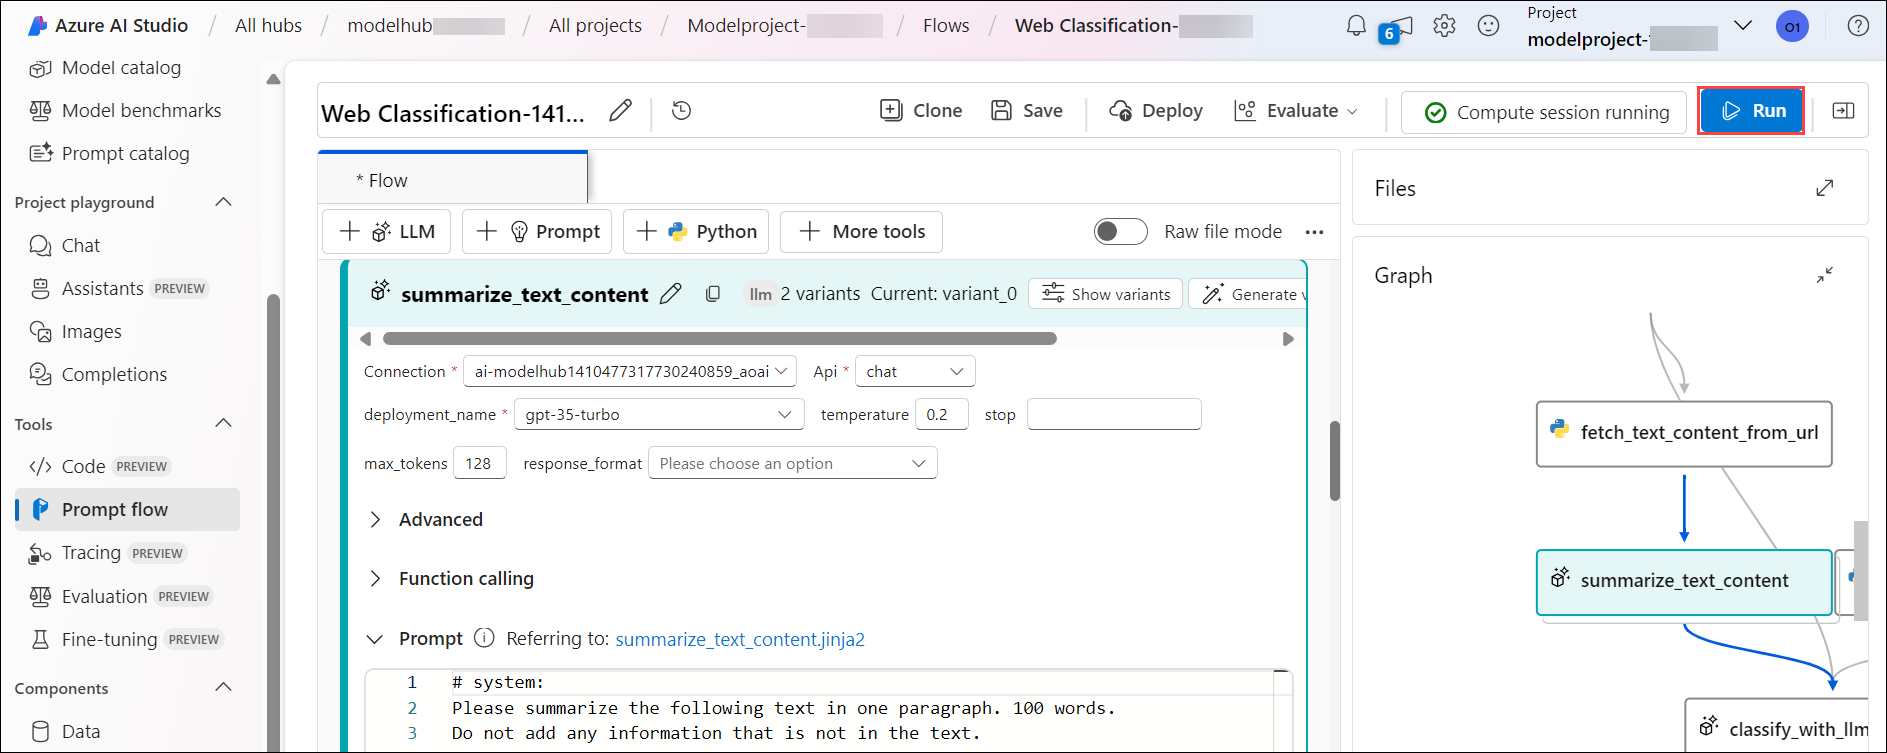 Azure AI Studio / All hubs / modelhub / All projects / Modelproject- / Flows / Web Classification-
6
Project
modelproject-
O1
Model catalog
Model benchmarks
Prompt catalog
Project playground
Chat
Assistants PREVIEW
Images
Completions
Tools
Code PREVIEW
Prompt flow
Tracing PREVIEW
Evaluation PREVIEW
Fine-tuning PREVIEW
Components
Data
Web Classification-141...
Clone Save Deploy Evaluate Compute session running Run
* Flow
LLM Prompt Python More tools Raw file mode ...
summarize_text_content llm 2 variants Current: variant_0 Show variants Generate v
Connection * ai-modelhub1410477317730240859_aoai Api * chat
deployment_name * gpt-35-turbo temperature 0.2 stop
max_tokens 128 response_format Please choose an option
Advanced
Function calling
Prompt Referring to: summarize_text_content.jinja2
1 # system:
2 Please summarize the following text in one paragraph. 100 words.
3 Do not add any information that is not in the text.
Files
Graph
fetch_text_content_from_url
summarize_text_content
classify_with_llm